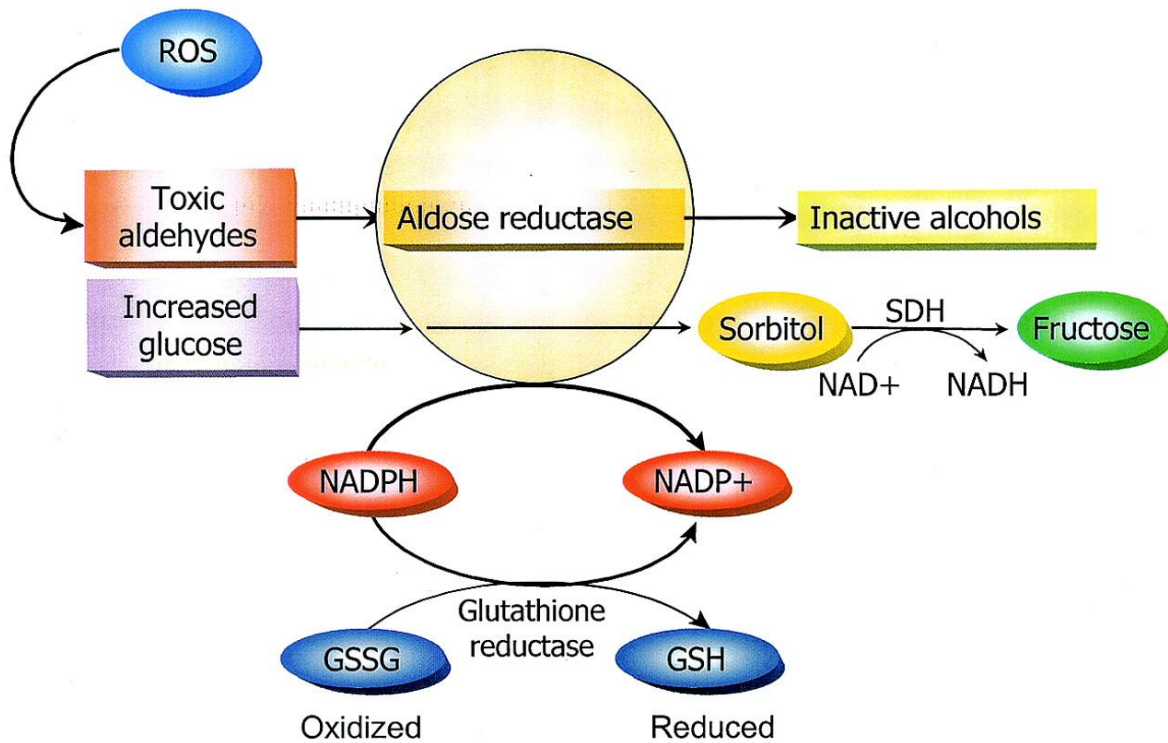 ROS
Toxic
aldehydes
Aldose reductase
Inactive alcohols
Increased
glucose
Sorbitol
SDH
Fructose
NAD+
NADH
NADPH
NADP+
Glutathione
reductase
GSSG
GSH
Oxidized
Reduced